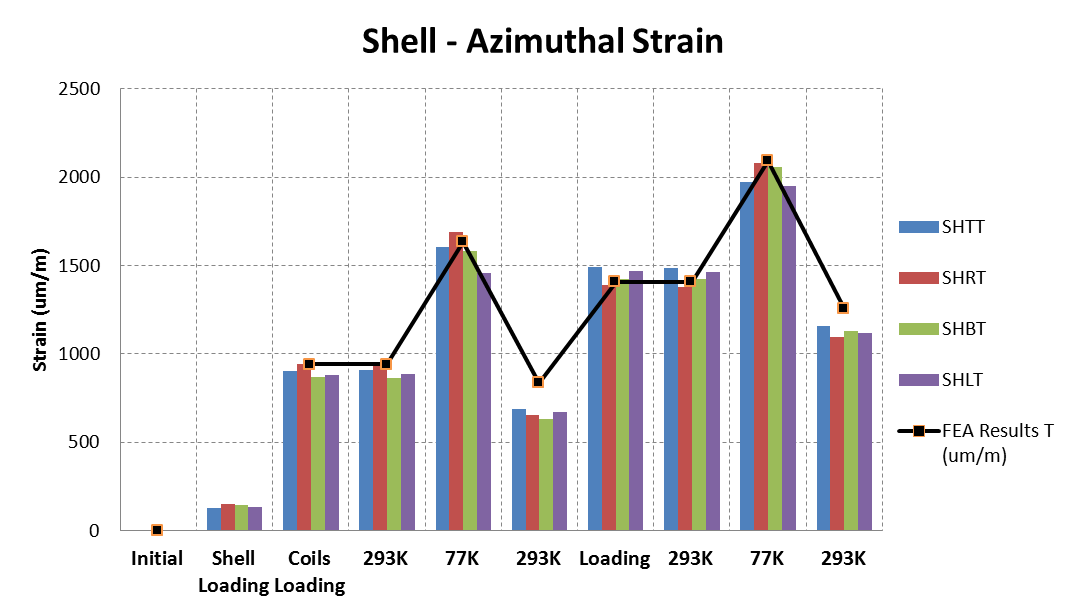 Shell - Azimuthal Strain
2500
2000
1500
1000
500
0
Strain (um/m)
Initial
Shell
Loading
Coils
Loading
293K
77K
293K
Loading
293K
77K
293K
SHTT
SHRT
SHBT
SHLT
FEA Results T
(um/m)